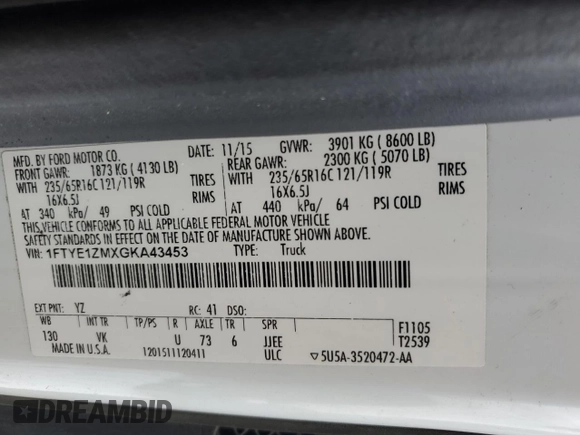 MFD. BY FORD MOTOR CO.
DATE: 11/15 GVWR: 3901 KG ( 8600 LB)
FRONT GAWR: 1873 KG ( 4130 LB) REAR GAWR: 2300 KG ( 5070 LB)
WITH 235/65R16C 121/119R TIRES WITH 235/65R16C 121/119R TIRES
16X6.5J RIMS 16X6.5J RIMS
AT 340 kPa/ 49 PSI COLD AT 440 kPa/ 64 PSI COLD
THIS VEHICLE CONFORMS TO ALL APPLICABLE FEDERAL MOTOR VEHICLE
SAFETY STANDARDS IN EFFECT ON THE DATE OF MANUFACTURE SHOWN ABOVE.
VIN: 1FTYE1ZMXGKA43453 TYPE: Truck
EXT PNT: YZ RC: 41 DSO: F1105
WB INT TR TP/PS R AXLE TR SPR T2539
130 VK U 73 6 JJEE
MADE IN U.S.A. 1201511120411 ULC ▽5U5A-3520472-AA
DREAMBID